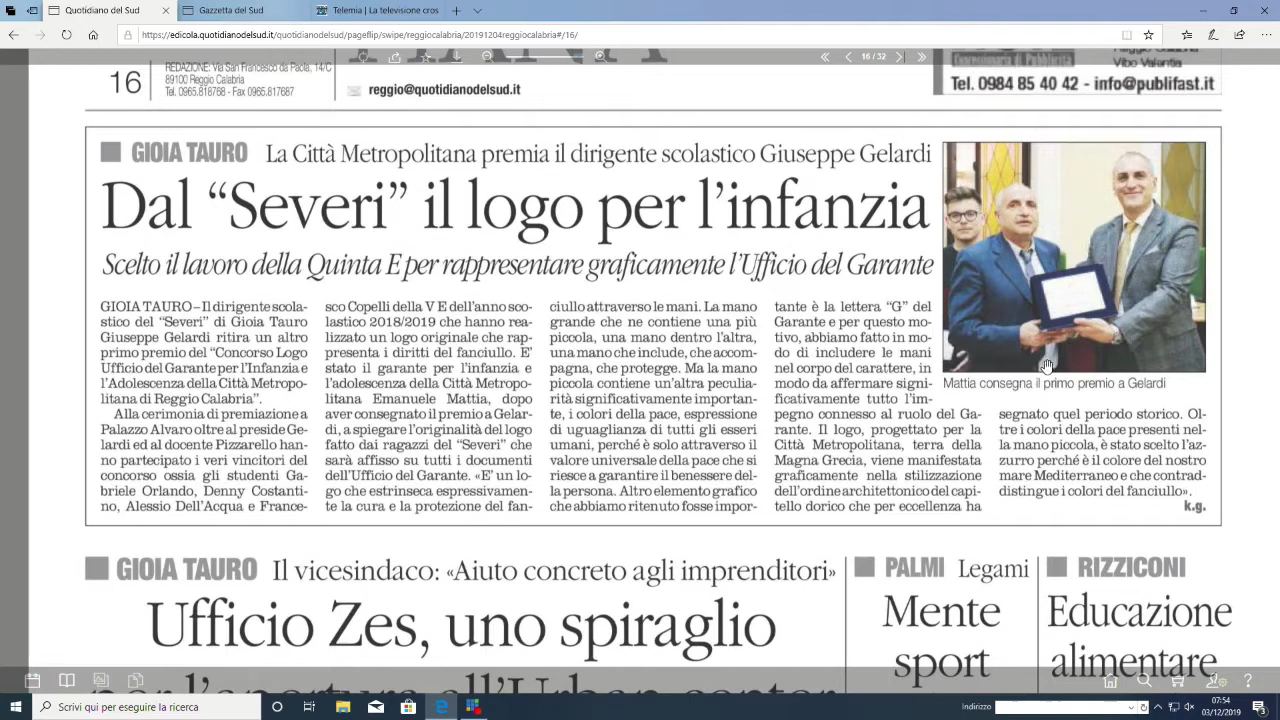 Gioia Tauro
https://edicola.quotidianodelsud.it/quotidianodelsud/pageflip/swipe/reggiocalabria/20191204reggiocalabria#/16/
16 / 32
16
REDAZIONE: Via San Francesco da Paola, 14/C
89100 Reggio Calabria
Tel. 0965.818768 - Fax 0965.817687
reggio@quotidianodelsud.it
Concessionaria di Pubblicità
Reggio Calabria
Vibo Valentia
Tel. 0984 85 40 42 - info@publifast.it
GIOIA TAURO La Città Metropolitana premia il dirigente scolastico Giuseppe Gelardi
Dal “Severi” il logo per l’infanzia
Scelto il lavoro della Quinta E per rappresentare graficamente l’Ufficio del Garante
GIOIA TAURO – Il dirigente scola-
stico del “Severi” di Gioia Tauro
Giuseppe Gelardi ritira un altro
primo premio del “Concorso Logo
Ufficio del Garante per l’Infanzia e
l’Adolescenza della Città Metropo-
litana di Reggio Calabria”.
Alla cerimonia di premiazione a
Palazzo Alvaro oltre al preside Ge-
lardi ed al docente Pizzarello han-
no partecipato i veri vincitori del
concorso ossia gli studenti Ga-
briele Orlando, Denny Costanti-
no, Alessio Dell’Acqua e France-
sco Copelli della V E dell’anno sco-
lastico 2018/2019 che hanno rea-
lizzato un logo originale che rap-
presenta i diritti del fanciullo. E’
stato il garante per l’infanzia e
l’adolescenza della Città Metropo-
litana Emanuele Mattia, dopo
aver consegnato il premio a Gelar-
di, a spiegare l’originalità del logo
fatto dai ragazzi del “Severi” che
sarà affisso su tutti i documenti
dell’Ufficio del Garante. «E’ un lo-
go che estrinseca espressivamen-
te la cura e la protezione del fan-
ciullo attraverso le mani. La mano
grande che ne contiene una più
piccola, una mano dentro l’altra,
una mano che include, che accom-
pagna, che protegge. Ma la mano
piccola contiene un’altra peculia-
rità significativamente importan-
te, i colori della pace, espressione
di uguaglianza di tutti gli esseri
umani, perché è solo attraverso il
valore universale della pace che si
riesce a garantire il benessere del-
la persona. Altro elemento grafico
che abbiamo ritenuto fosse impor-
tante è la lettera “G” del
Garante e per questo mo-
tivo, abbiamo fatto in mo-
do di includere le mani
nel corpo del carattere, in
modo da affermare signi-
ficativamente tutto l’im-
pegno connesso al ruolo del Ga-
rante. Il logo, progettato per la
Città Metropolitana, terra della
Magna Grecia, viene manifestata
graficamente nella stilizzazione
dell’ordine architettonico del capi-
tello dorico che per eccellenza ha
Mattia consegna il primo premio a Gelardi
segnato quel periodo storico. Ol-
tre i colori della pace presenti nel-
la mano piccola, è stato scelto l’az-
zurro perché è il colore del nostro
mare Mediterraneo e che contrad-
distingue i colori del fanciullo».
k.g.
GIOIA TAURO Il vicesindaco: «Aiuto concreto agli imprenditori»
Ufficio Zes, uno spiraglio
per l’apertura all’Urban center
PALMI Legami
Mente
sport
RIZZICONI
Educazione
alimentare
Scrivi qui per eseguire la ricerca
Indirizzo
07:54
03/12/2019